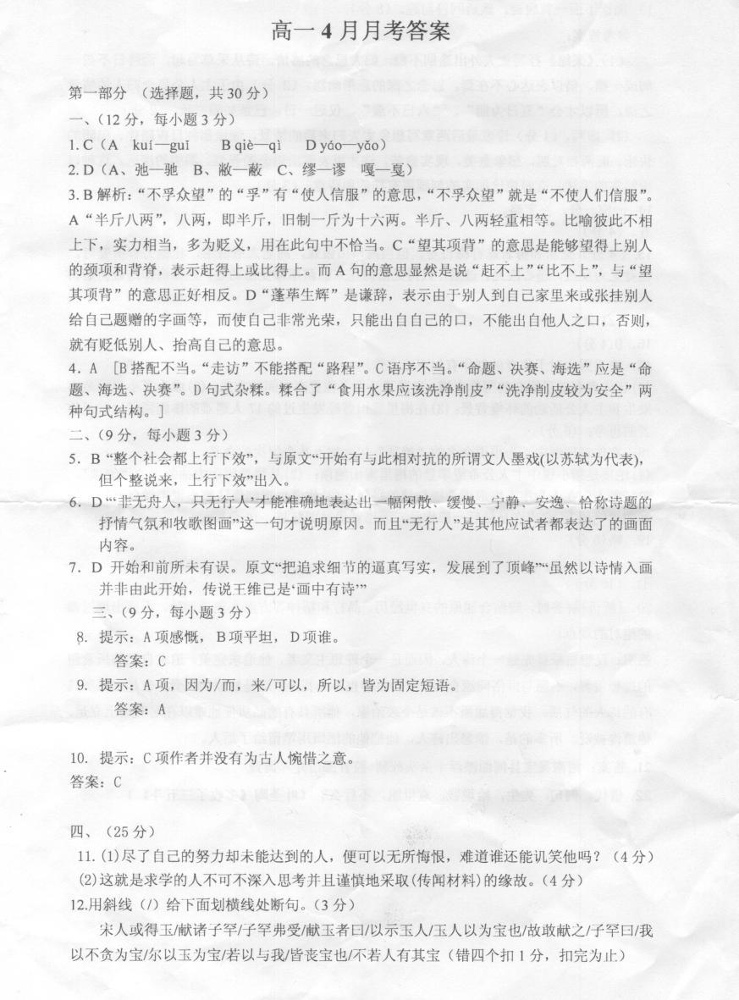 高一 4 月月考答案
第一部分 （选择题，共 30 分）
一、（12 分，每小题 3 分）
1. C（A kuí—guī B qiè—qì D yáo—yǎo）
2. D（A、弛—驰 B、敝—蔽 C、缪—谬 嘎—戛）
3. B 解析：“不孚众望”的“孚”有“使人信服”的意思，“不孚众望”就是“不使人们信服”。
A“半斤八两”，八两，即半斤，旧制一斤为十六两。半斤、八两轻重相等。比喻彼此不相
上下，实力相当，多为贬义，用在此句中不恰当。C“望其项背”的意思是能够望得上别人
的颈项和背脊，表示赶得上或比得上。而 A 句的意思显然是说“赶不上”“比不上”，与“望
其项背”的意思正好相反。D“蓬荜生辉”是谦辞，表示由于别人到自己家里来或张挂别人
给自己题赠的字画等，而使自己非常光荣，只能出自自己的口，不能出自他人之口，否则，
就有贬低别人、抬高自己的意思。
4．A [B 搭配不当。“走访”不能搭配“路程”。C 语序不当。“命题、决赛、海选”应是“命
题、海选、决赛”。D 句式杂糅。糅合了“食用水果应该洗净削皮”“洗净削皮较为安全”两
种句式结构。]
二、（9 分，每小题 3 分）
5．B “整个社会都上行下效”，与原文“开始有与此相对抗的所谓文人墨戏(以苏轼为代表)，
但个整说来，上行下效”出入。
6．D “‘非无舟人，只无行人’才能准确地表达出一幅闲散、缓慢、宁静、安逸、恰称诗题的
抒情气氛和牧歌图画”这一句才说明原因。而且“无行人”是其他应试者都表达了的画面
内容。
7．D 开始和前所未有误。原文“把追求细节的逼真写实，发展到了顶峰”“虽然以诗情入画
并非由此开始，传说王维已是‘画中有诗’”
三、（9 分，每小题 3 分）
8. 提示：A 项感慨， B 项平坦， D 项谁。
答案：C
9. 提示：A 项，因为/而，来/可以，所以，皆为固定短语。
答案：A
10. 提示：C 项作者并没有为古人惋惜之意。
答案：C
四、（25 分）
11. (1)尽了自己的努力却未能达到的人，便可以无所悔恨，难道谁还能讥笑他吗？（4 分）
(2)这就是求学的人不可不深入思考并且谨慎地采取(传闻材料)的缘故。（4 分）
12.用斜线（/）给下面划横线处断句。（3 分）
宋人或得玉/献诸子罕/子罕弗受/献玉者曰/以示玉人/玉人以为宝也/故敢献之/子罕曰/我
以不贪为宝/尔以玉为宝/若以与我/皆丧宝也/不若人有其宝（错四个扣 1 分，扣完为止）